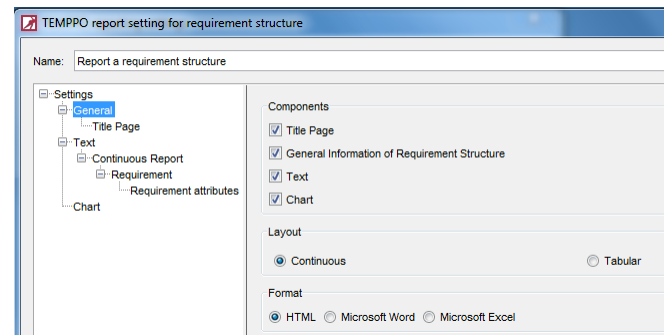 TEMPPO report setting for requirement structure
Name: Report a requirement structure
Settings
General
Title Page
Text
Continuous Report
Requirement
Requirement attributes
Chart
Components
Title Page
General Information of Requirement Structure
Text
Chart
Layout
Continuous Tabular
Format
HTML Microsoft Word Microsoft Excel